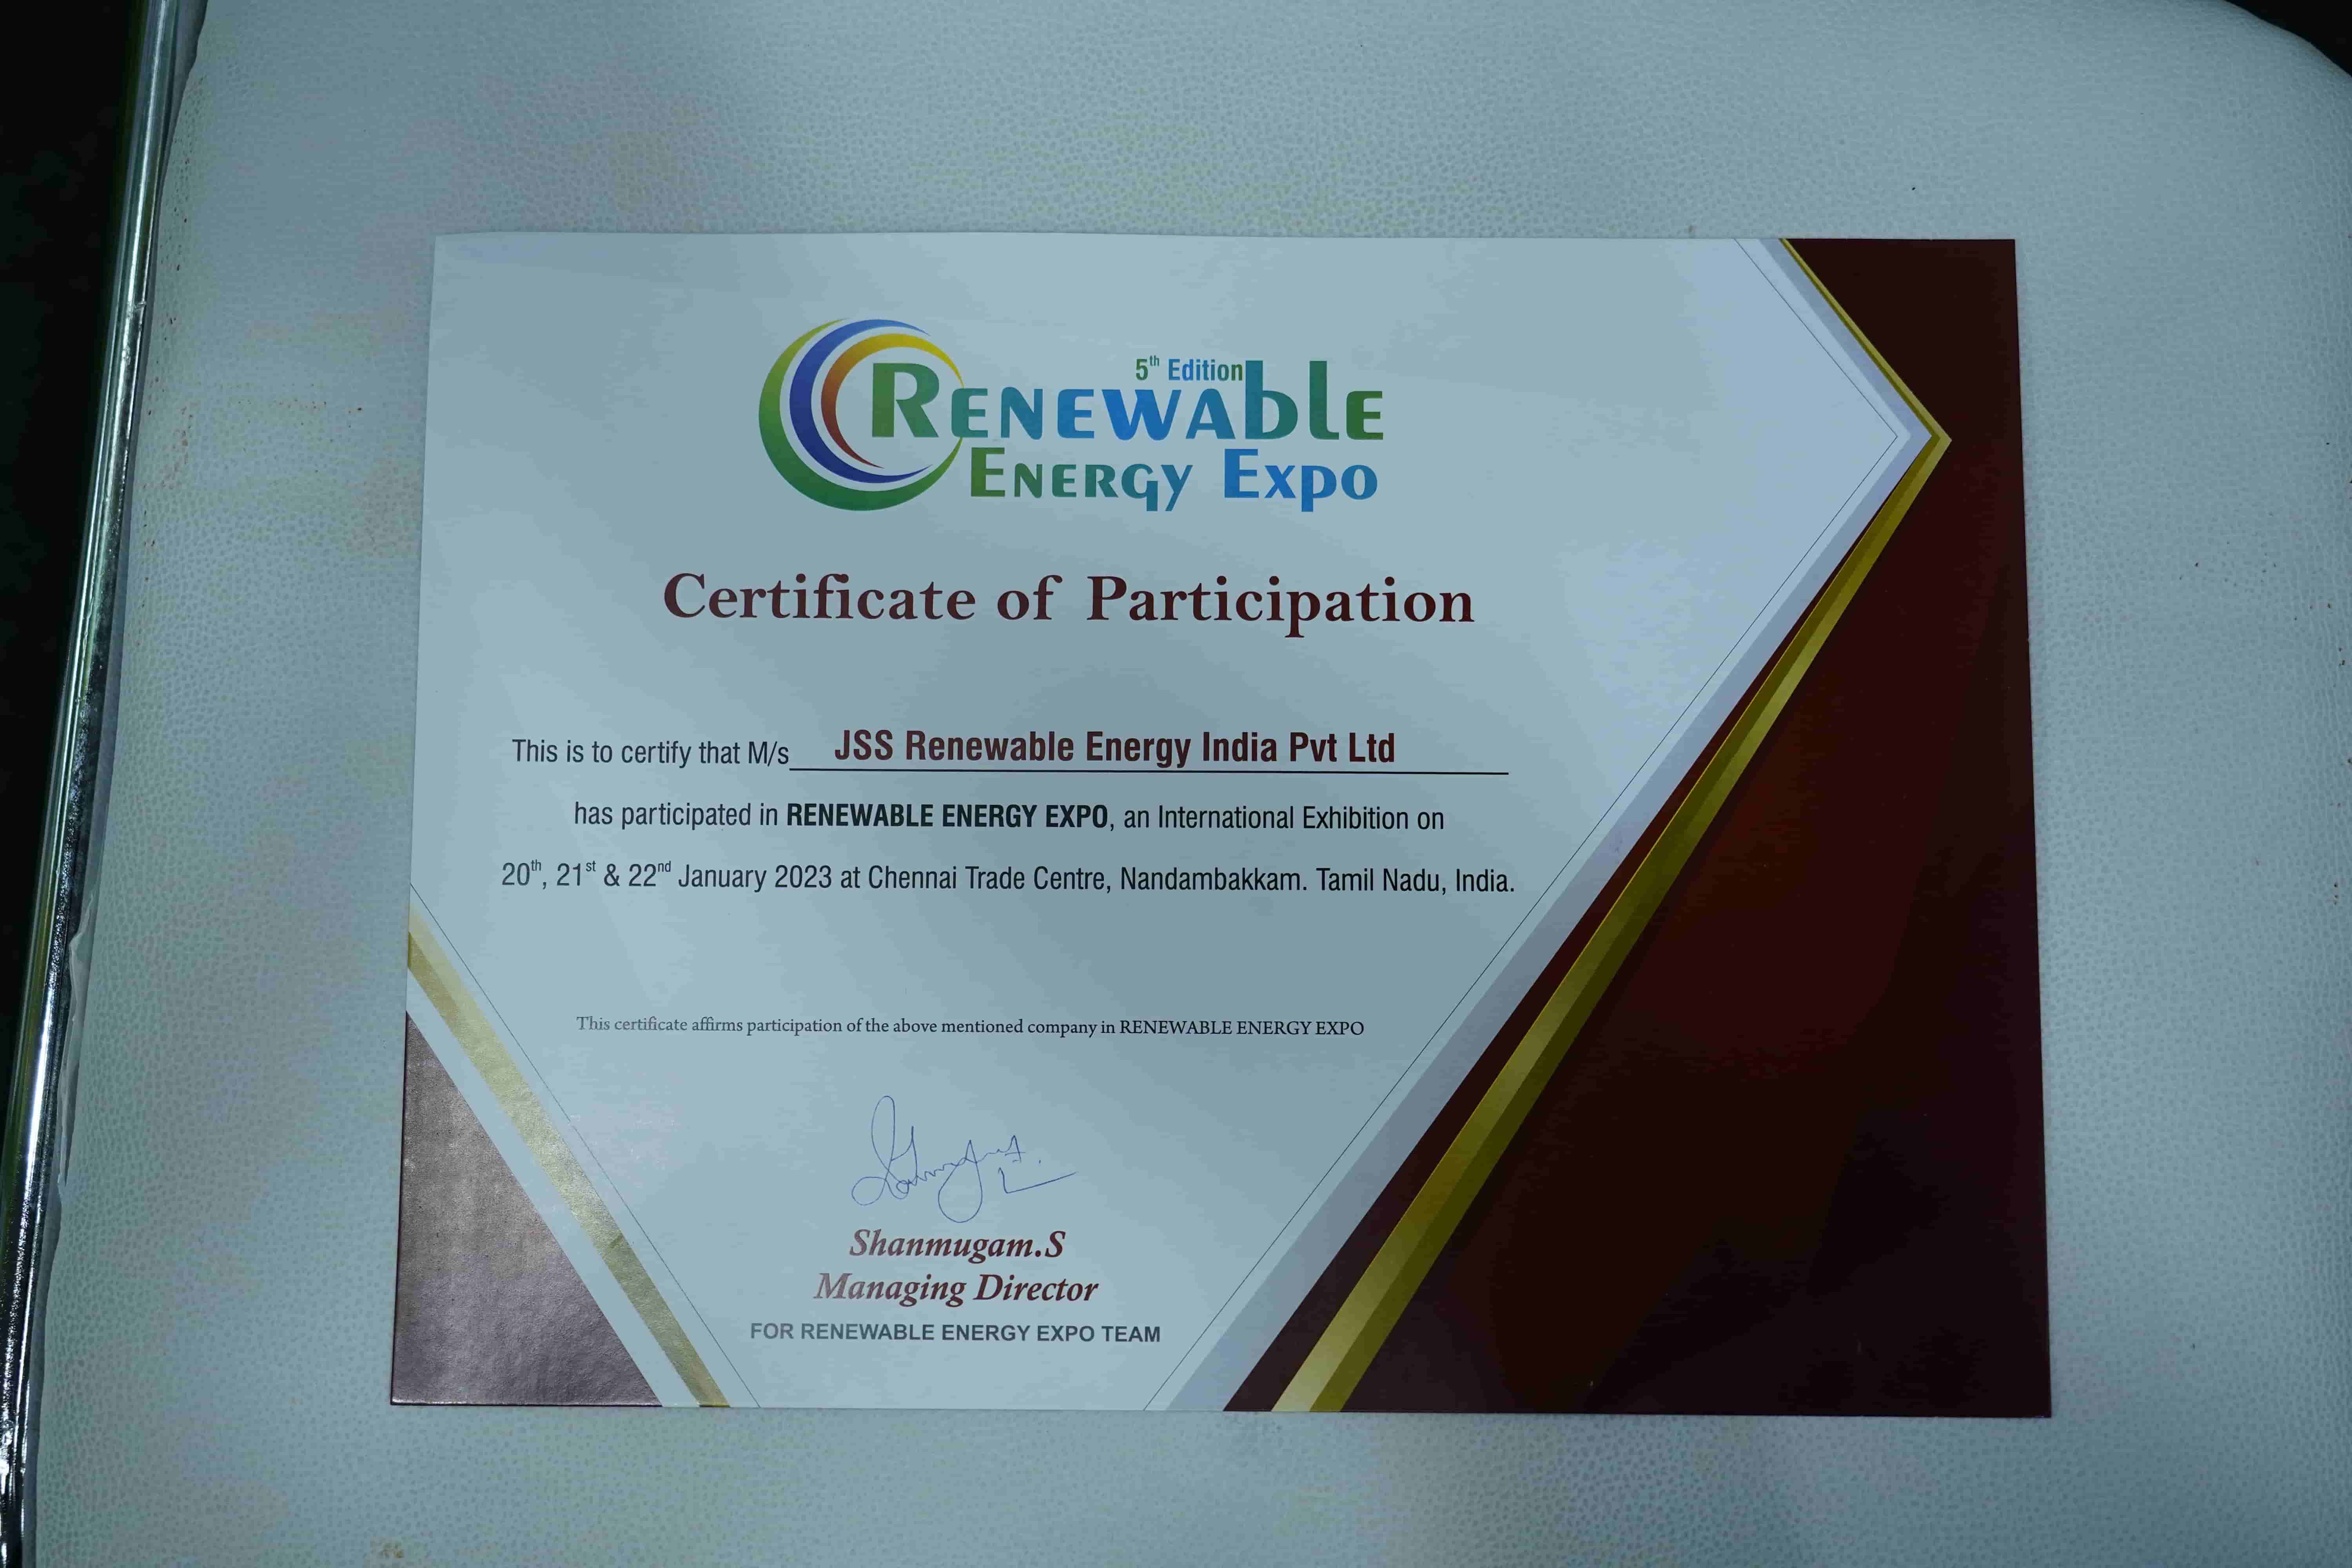 5th Edition
RENEWAblE
ENERGy Expo
Certificate of Participation
This is to certify that M/s JSS Renewable Energy India Pvt Ltd
has participated in RENEWABLE ENERGY EXPO, an International Exhibition on
20th, 21st & 22nd January 2023 at Chennai Trade Centre, Nandambakkam. Tamil Nadu, India.
This certificate affirms participation of the above mentioned company in RENEWABLE ENERGY EXPO
Shanmugam.S
Managing Director
FOR RENEWABLE ENERGY EXPO TEAM